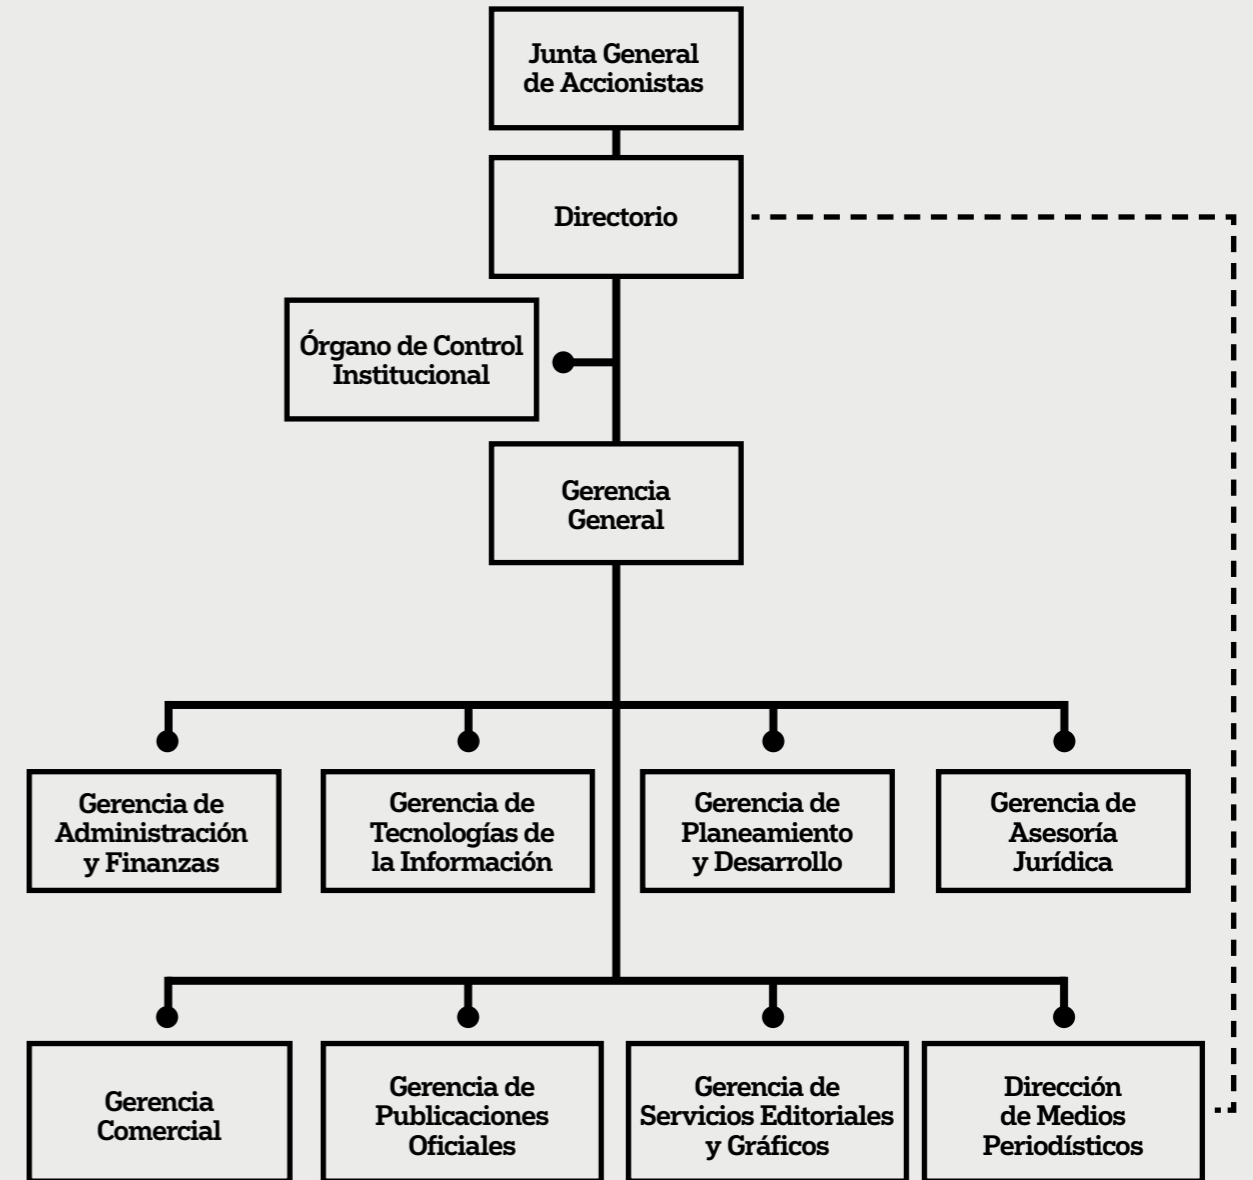 Junta General
de Accionistas
Directorio
Órgano de Control
Institucional
Gerencia
General
Gerencia de
Administración
y Finanzas
Gerencia de
Tecnologías de
la Información
Gerencia de
Planeamiento
y Desarrollo
Gerencia de
Asesoría
Jurídica
Gerencia
Comercial
Gerencia de
Publicaciones
Oficiales
Gerencia de
Servicios Editoriales
y Gráficos
Dirección
de Medios
Periodísticos